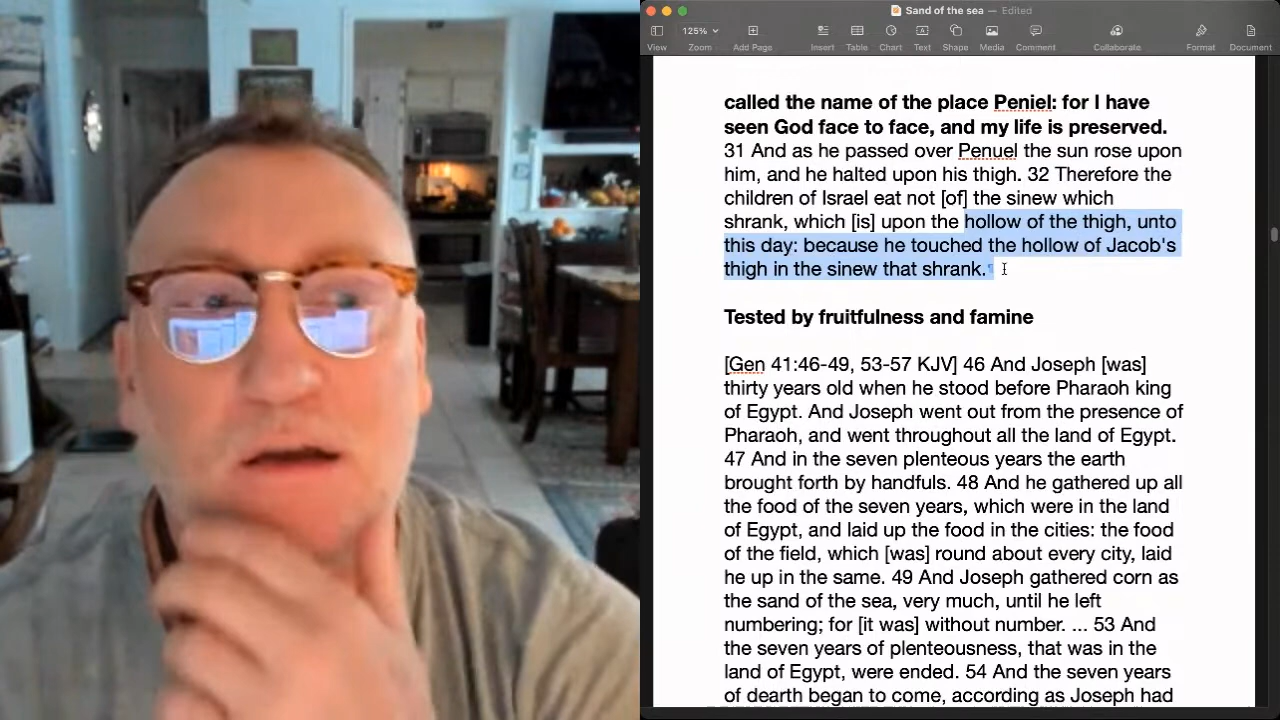 Sand of the sea — Edited
125%
View
Zoom
Add Page
Insert
Table
Chart
Text
Shape
Media
Comment
Collaborate
Format
Document
called the name of the place Peniel: for I have
seen God face to face, and my life is preserved.
31 And as he passed over Penuel the sun rose upon
him, and he halted upon his thigh. 32 Therefore the
children of Israel eat not [of] the sinew which
shrank, which [is] upon the hollow of the thigh, unto
this day: because he touched the hollow of Jacob's
thigh in the sinew that shrank.
Tested by fruitfulness and famine
[Gen 41:46-49, 53-57 KJV] 46 And Joseph [was]
thirty years old when he stood before Pharaoh king
of Egypt. And Joseph went out from the presence of
Pharaoh, and went throughout all the land of Egypt.
47 And in the seven plenteous years the earth
brought forth by handfuls. 48 And he gathered up all
the food of the seven years, which were in the land
of Egypt, and laid up the food in the cities: the food
of the field, which [was] round about every city, laid
he up in the same. 49 And Joseph gathered corn as
the sand of the sea, very much, until he left
numbering; for [it was] without number. ... 53 And
the seven years of plenteousness, that was in the
land of Egypt, were ended. 54 And the seven years
of dearth began to come, according as Joseph had